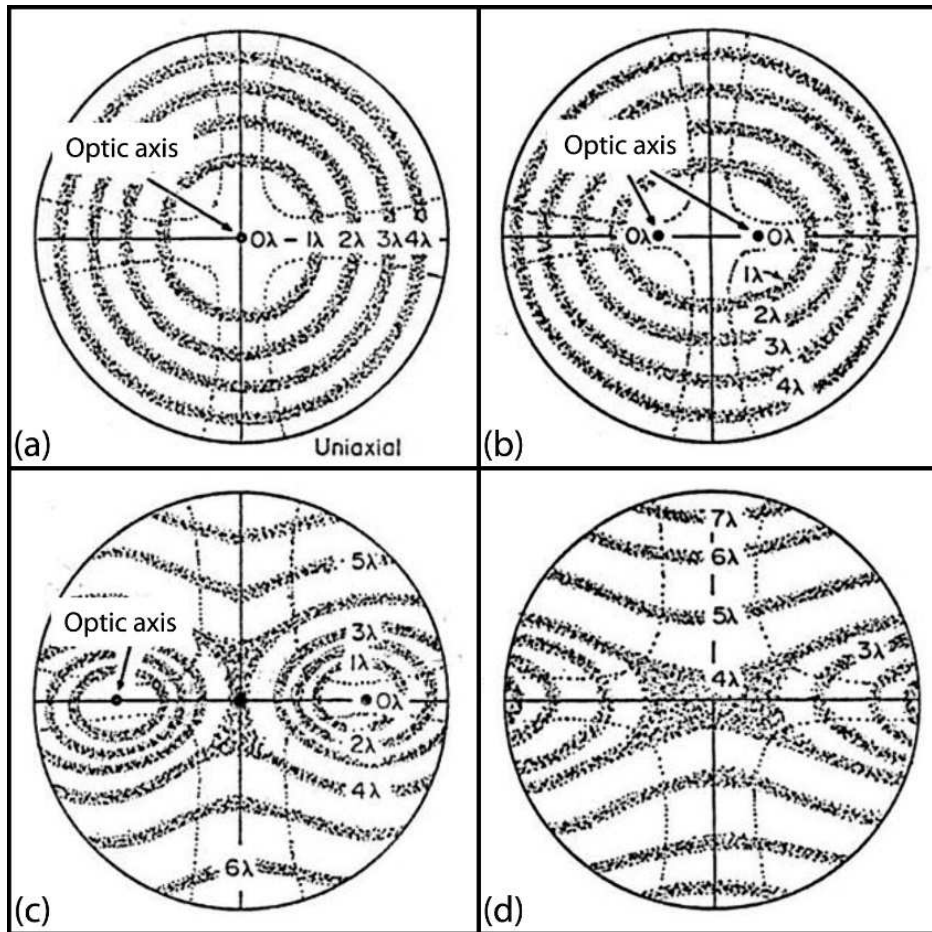 Optic axis
0λ 1λ 2λ 3λ 4λ
Uniaxial
(a)
Optic axis
0λ 0λ
1λ
2λ
3λ
4λ
(b)
5λ
Optic axis
3λ
1λ
0λ
2λ
4λ
6λ
(c)
7λ
6λ
5λ
3λ
4λ
(d)